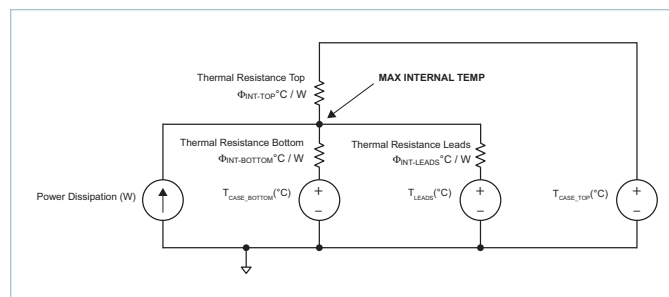 Thermal Resistance Top
ΦINT-TOP°C / W
MAX INTERNAL TEMP
Thermal Resistance Bottom
ΦINT-BOTTOM°C / W
Thermal Resistance Leads
ΦINT-LEADS°C / W
Power Dissipation (W)
+
TCASE_BOTTOM(°C)
–
+
TLEADS(°C)
–
+
TCASE_TOP(°C)
–